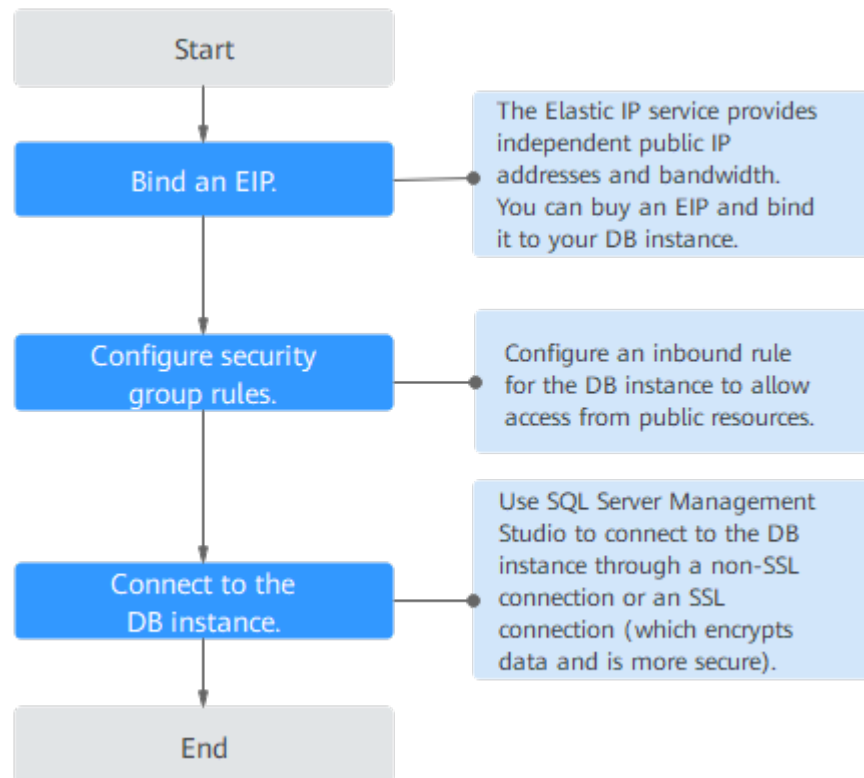 Start
Bind an EIP.
The Elastic IP service provides
independent public IP
addresses and bandwidth.
You can buy an EIP and bind
it to your DB instance.
Configure security
group rules.
Configure an inbound rule
for the DB instance to allow
access from public resources.
Connect to the
DB instance.
Use SQL Server Management
Studio to connect to the DB
instance through a non-SSL
connection or an SSL
connection (which encrypts
data and is more secure).
End